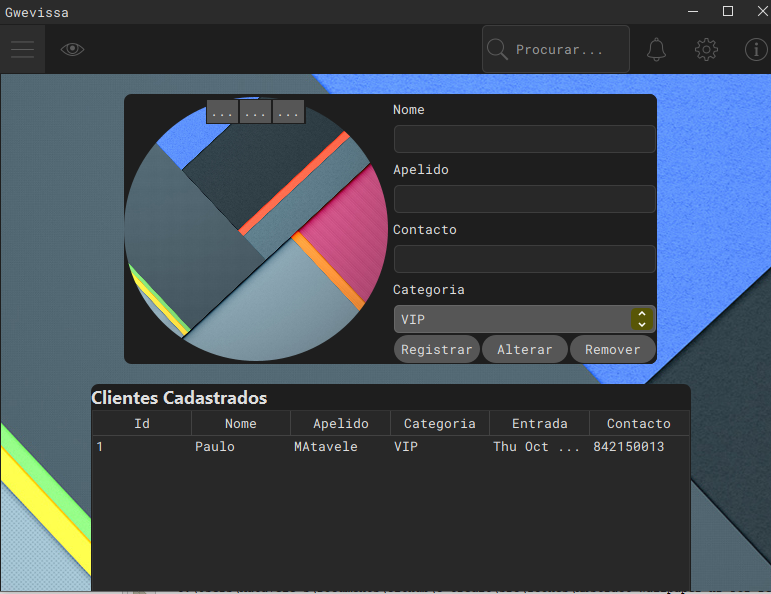 Gwevissa
Procurar...
... ... ...
Nome
Apelido
Contacto
Categoria
VIP
Registrar Alterar Remover
Clientes Cadastrados
Id Nome Apelido Categoria Entrada Contacto
1 Paulo MAtavele VIP Thu Oct ... 842150013